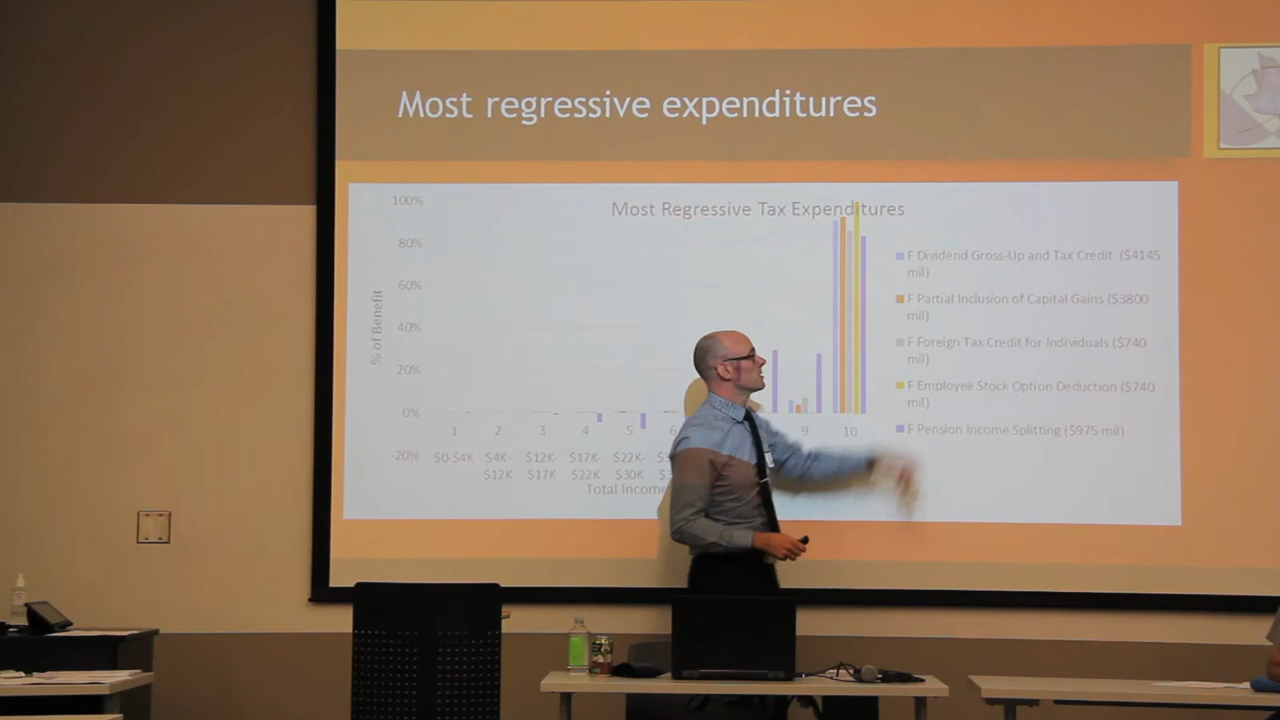 Most regressive expenditures
Most Regressive Tax Expenditures
100%
80%
60%
40%
20%
0%
-20%
% of Benefit
1 2 3 4 5 6 9 10
$0-$4K $4K- $12K- $17K- $22K-
$12K $17K $22K $30K
Total Income
F Dividend Gross-Up and Tax Credit ($4145
mil)
F Partial Inclusion of Capital Gains ($3800
mil)
F Foreign Tax Credit for Individuals ($740
mil)
F Employee Stock Option Deduction ($740
mil)
F Pension Income Splitting ($975 mil)